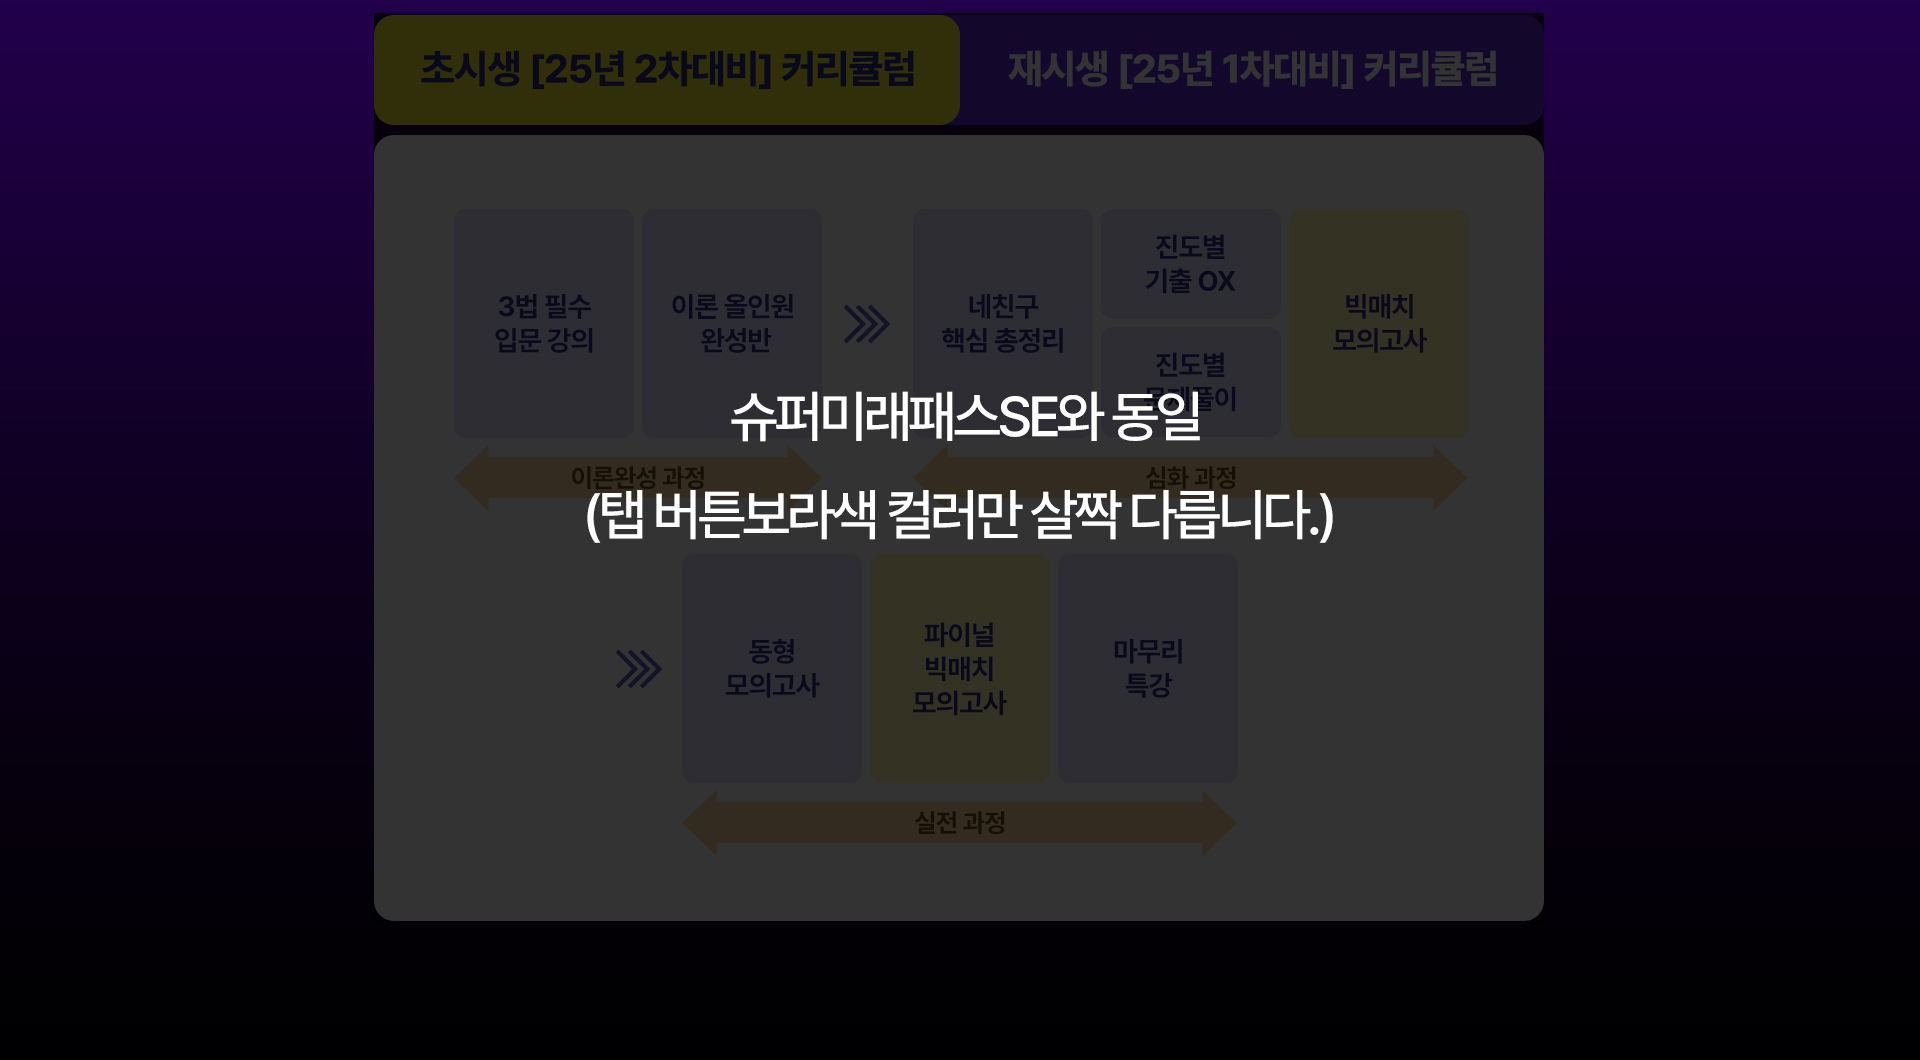 초시생 [25년 2차대비] 커리큘럼
재시생 [25년 1차대비] 커리큘럼
3법 필수
입문 강의
이론 올인원
완성반
네친구
핵심 총정리
진도별
기출 OX
진도별
문제풀이
빅매치
모의고사
슈퍼미래패스SE와 동일
이론완성 과정
심화 과정
(탭 버튼보라색 컬러만 살짝 다릅니다.)
동형
모의고사
파이널
빅매치
모의고사
마무리
특강
실전 과정